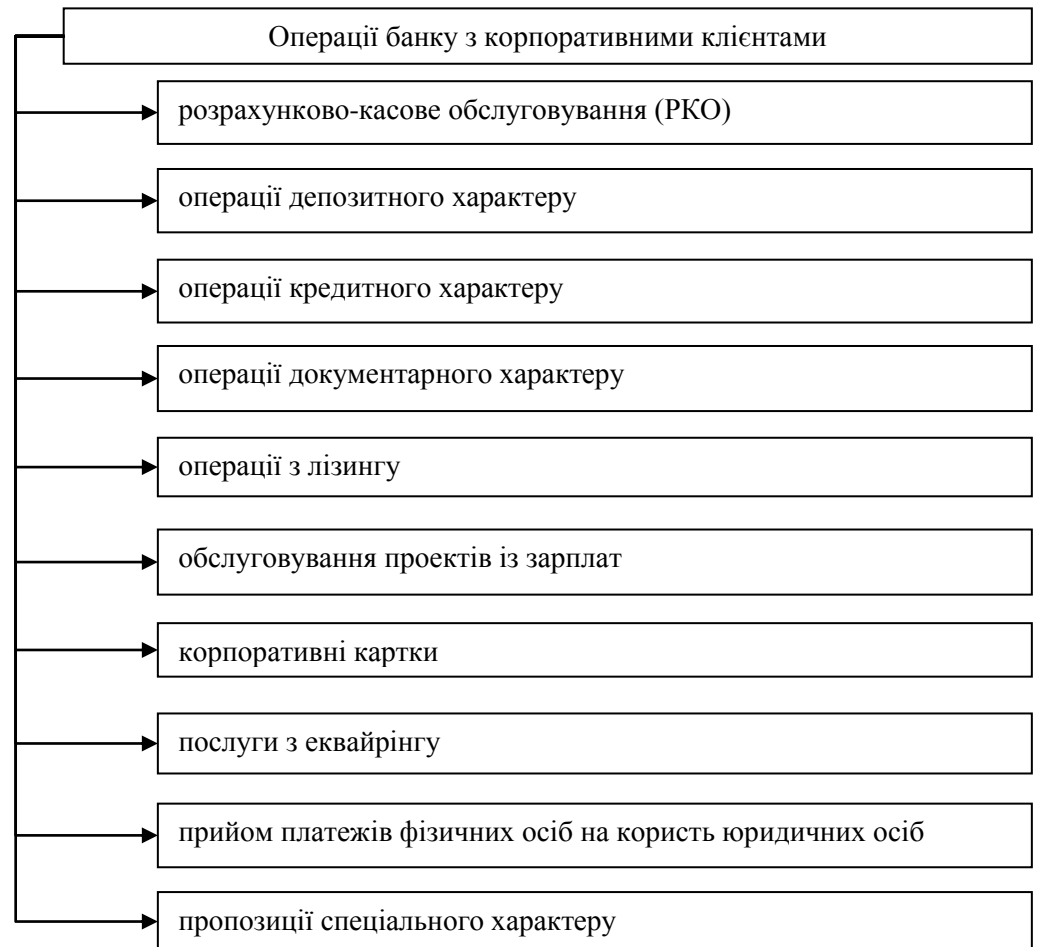 Операції банку з корпоративними клієнтами
розрахунково-касове обслуговування (РКО)
операції депозитного характеру
операції кредитного характеру
операції документарного характеру
операції з лізингу
обслуговування проектів із зарплат
корпоративні картки
послуги з еквайрінгу
прийом платежів фізичних осіб на користь юридичних осіб
пропозиції спеціального характеру